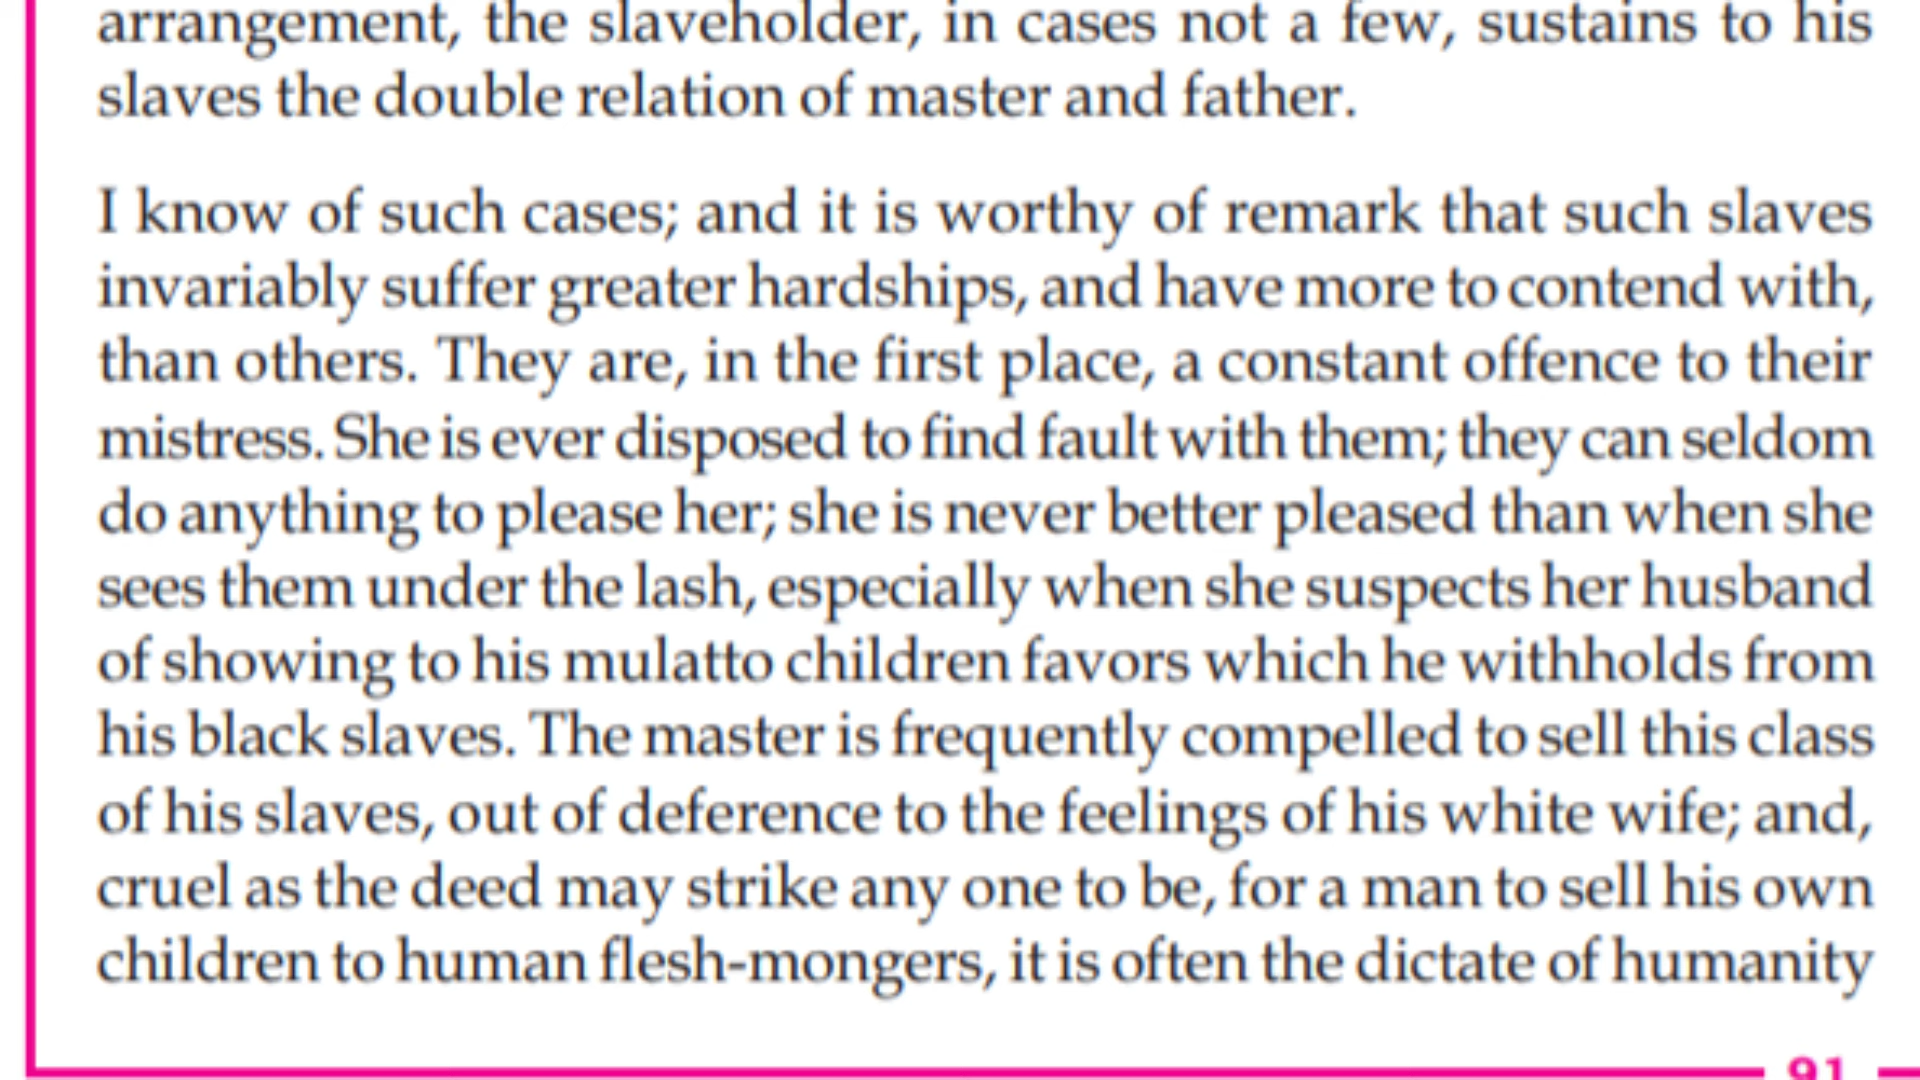 arrangement, the slaveholder, in cases not a few, sustains to his
slaves the double relation of master and father.
I know of such cases; and it is worthy of remark that such slaves
invariably suffer greater hardships, and have more to contend with,
than others. They are, in the first place, a constant offence to their
mistress. She is ever disposed to find fault with them; they can seldom
do anything to please her; she is never better pleased than when she
sees them under the lash, especially when she suspects her husband
of showing to his mulatto children favors which he withholds from
his black slaves. The master is frequently compelled to sell this class
of his slaves, out of deference to the feelings of his white wife; and,
cruel as the deed may strike any one to be, for a man to sell his own
children to human flesh-mongers, it is often the dictate of humanity
91